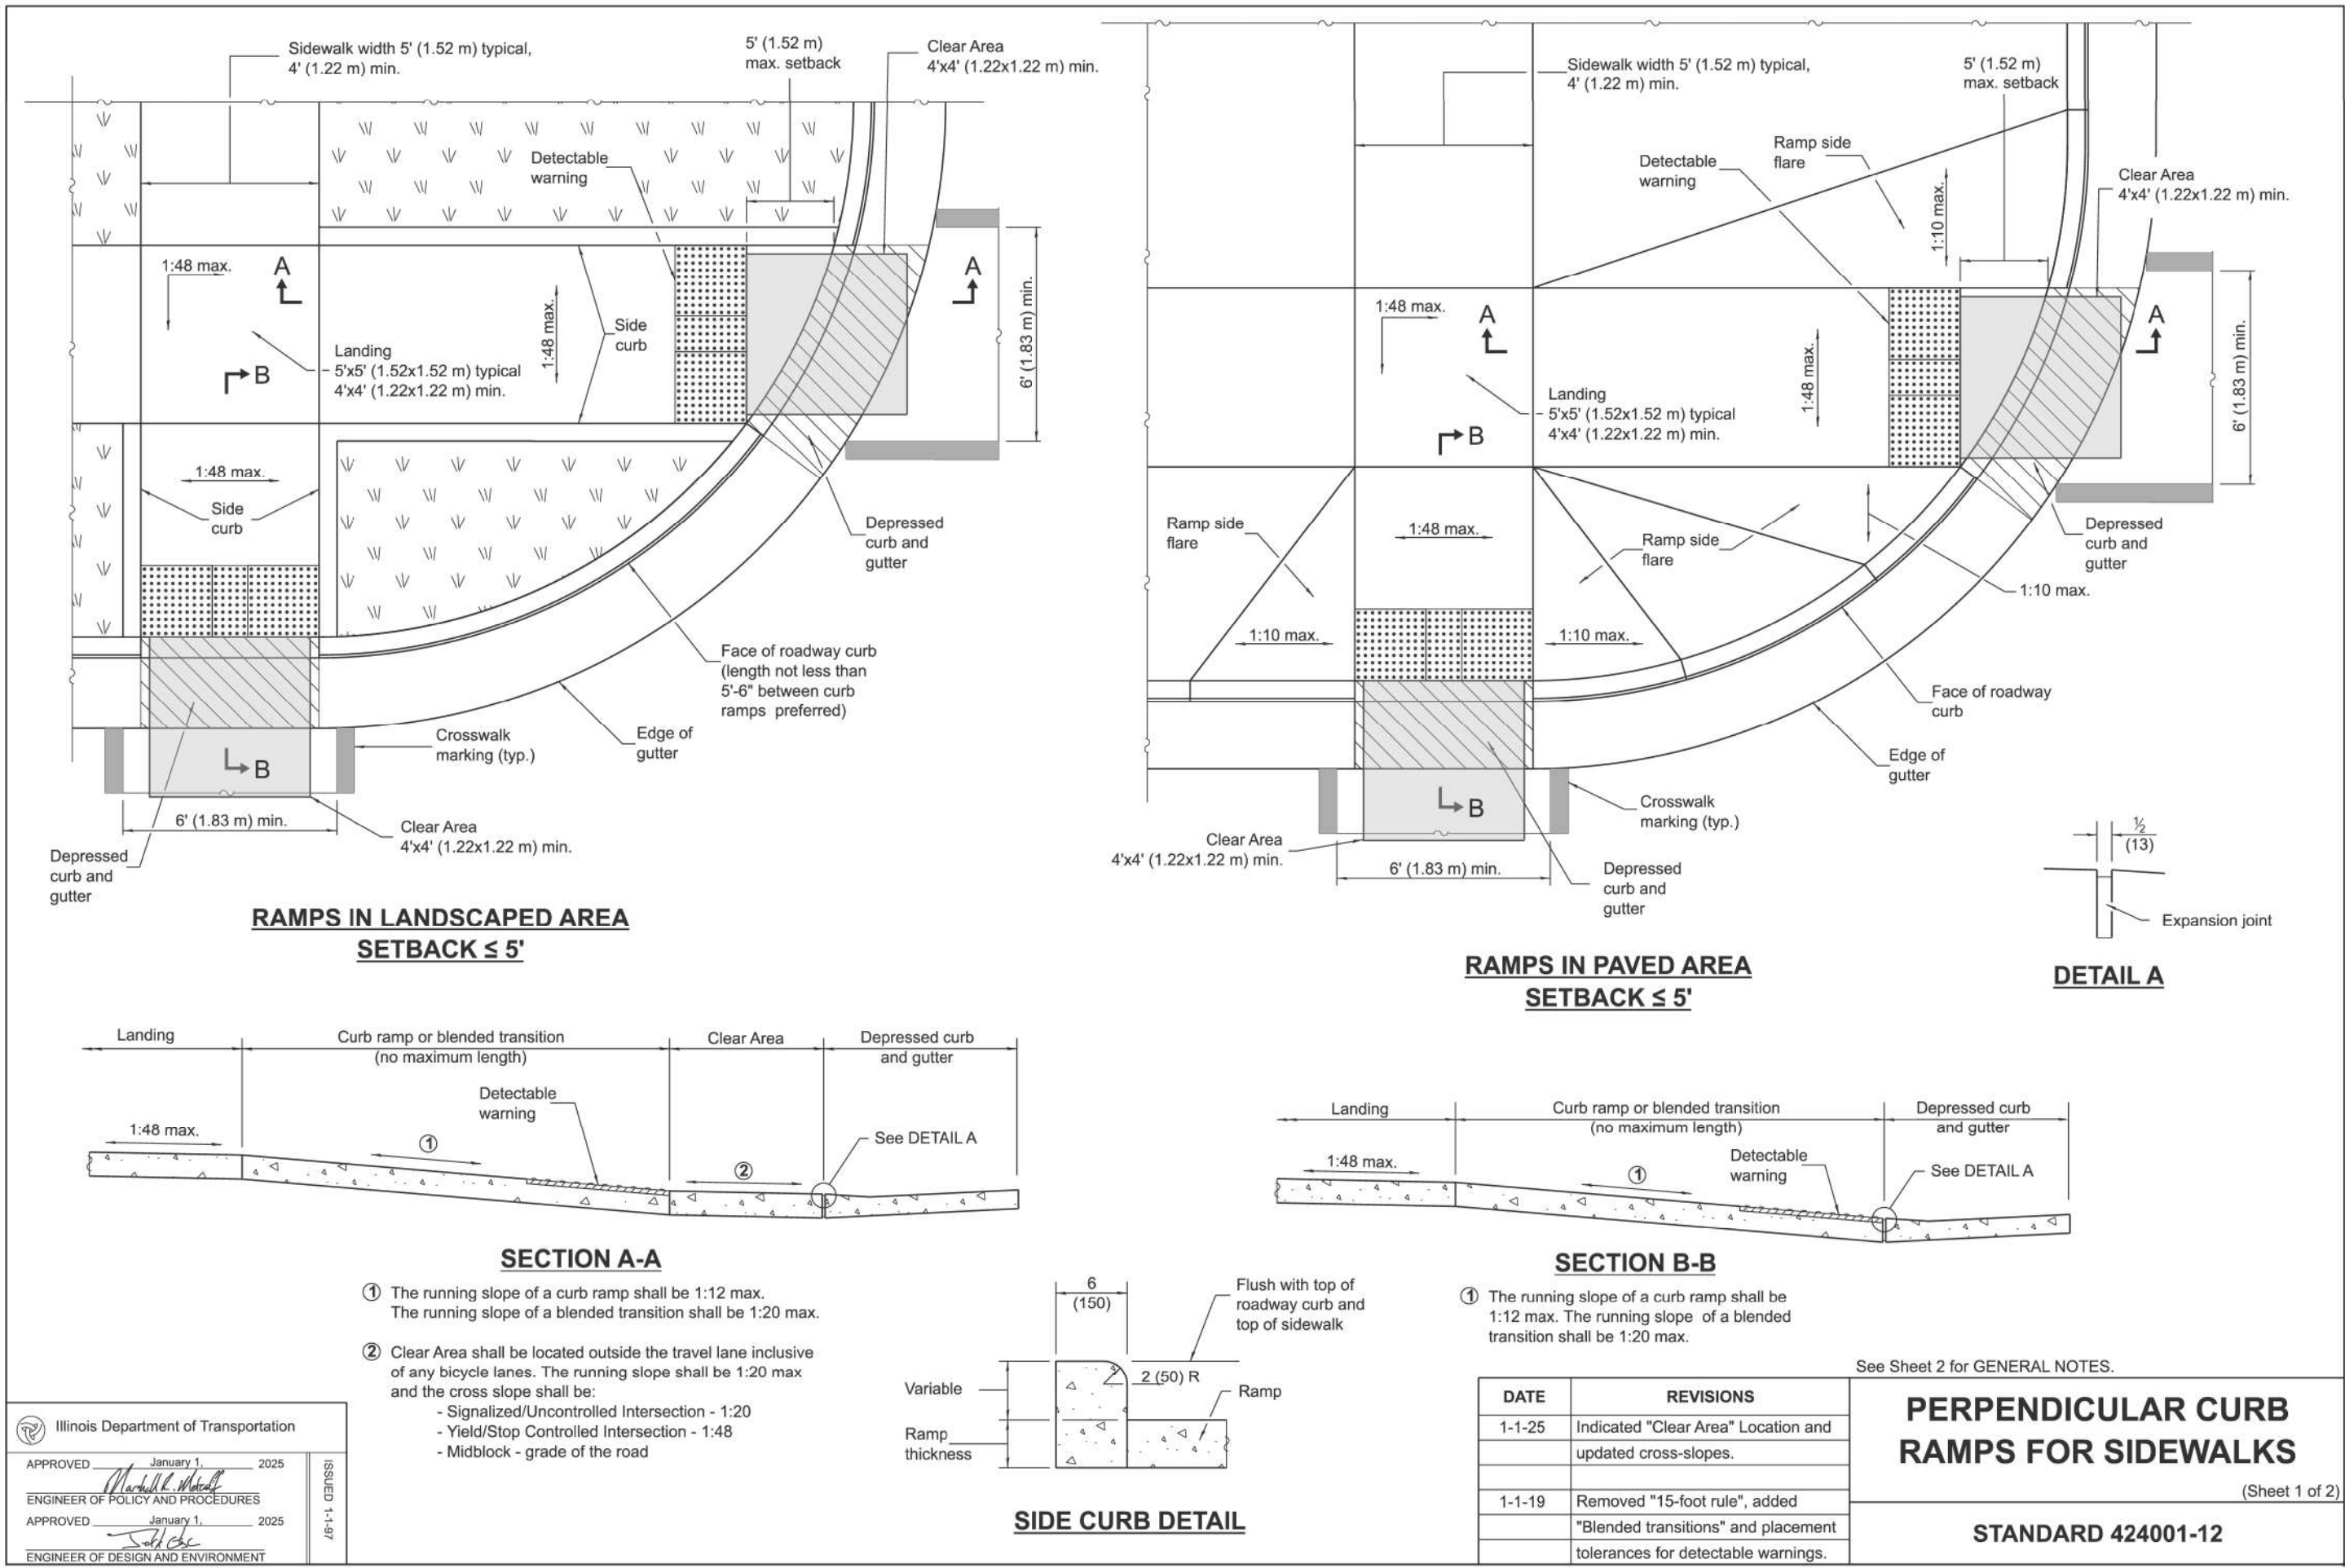 Sidewalk width 5' (1.52 m) typical,
4' (1.22 m) min.
5' (1.52 m)
max. setback
Clear Area
4'x4' (1.22x1.22 m) min.
Detectable
warning
1:48 max.
A
A
1:48 max.
Side
curb
6' (1.83 m) min.
Landing
5'x5' (1.52x1.52 m) typical
4'x4' (1.22x1.22 m) min.
B
1:48 max.
Side
curb
Depressed
curb and
gutter
Face of roadway curb
(length not less than
5'-6" between curb
ramps preferred)
Edge of
gutter
Crosswalk
marking (typ.)
B
6' (1.83 m) min.
Clear Area
4'x4' (1.22x1.22 m) min.
Depressed
curb and
gutter
RAMPS IN LANDSCAPED AREA
SETBACK ≤ 5'
Sidewalk width 5' (1.52 m) typical,
4' (1.22 m) min.
5' (1.52 m)
max. setback
Ramp side
flare
Detectable
warning
1:10 max.
Clear Area
4'x4' (1.22x1.22 m) min.
1:48 max.
A
A
1:48 max.
6' (1.83 m) min.
Landing
5'x5' (1.52x1.52 m) typical
4'x4' (1.22x1.22 m) min.
B
Ramp side
flare
1:48 max.
Ramp side
flare
Depressed
curb and
gutter
1:10 max.
1:10 max.
1:10 max.
Face of roadway
curb
Edge of
gutter
Crosswalk
marking (typ.)
B
Clear Area
4'x4' (1.22x1.22 m) min.
6' (1.83 m) min.
Depressed
curb and
gutter
RAMPS IN PAVED AREA
SETBACK ≤ 5'
½
(13)
Expansion joint
DETAIL A
Landing
Curb ramp or blended transition
(no maximum length)
Clear Area
Depressed curb
and gutter
Detectable
warning
1:48 max.
①
②
See DETAIL A
SECTION A-A
① The running slope of a curb ramp shall be 1:12 max.
The running slope of a blended transition shall be 1:20 max.
② Clear Area shall be located outside the travel lane inclusive
of any bicycle lanes. The running slope shall be 1:20 max
and the cross slope shall be:
- Signalized/Uncontrolled Intersection - 1:20
- Yield/Stop Controlled Intersection - 1:48
- Midblock - grade of the road
Landing
Curb ramp or blended transition
(no maximum length)
Depressed curb
and gutter
1:48 max.
①
Detectable
warning
See DETAIL A
SECTION B-B
① The running slope of a curb ramp shall be
1:12 max. The running slope of a blended
transition shall be 1:20 max.
6
(150)
Flush with top of
roadway curb and
top of sidewalk
2 (50) R
Variable
Ramp
Ramp
thickness
SIDE CURB DETAIL
See Sheet 2 for GENERAL NOTES.
DATE REVISIONS
1-1-25 Indicated "Clear Area" Location and
updated cross-slopes.
1-1-19 Removed "15-foot rule", added
"Blended transitions" and placement
tolerances for detectable warnings.
PERPENDICULAR CURB
RAMPS FOR SIDEWALKS
(Sheet 1 of 2)
STANDARD 424001-12
Illinois Department of Transportation
APPROVED January 1, 2025
ENGINEER OF POLICY AND PROCEDURES
APPROVED January 1, 2025
ENGINEER OF DESIGN AND ENVIRONMENT
ISSUED 1-1-97